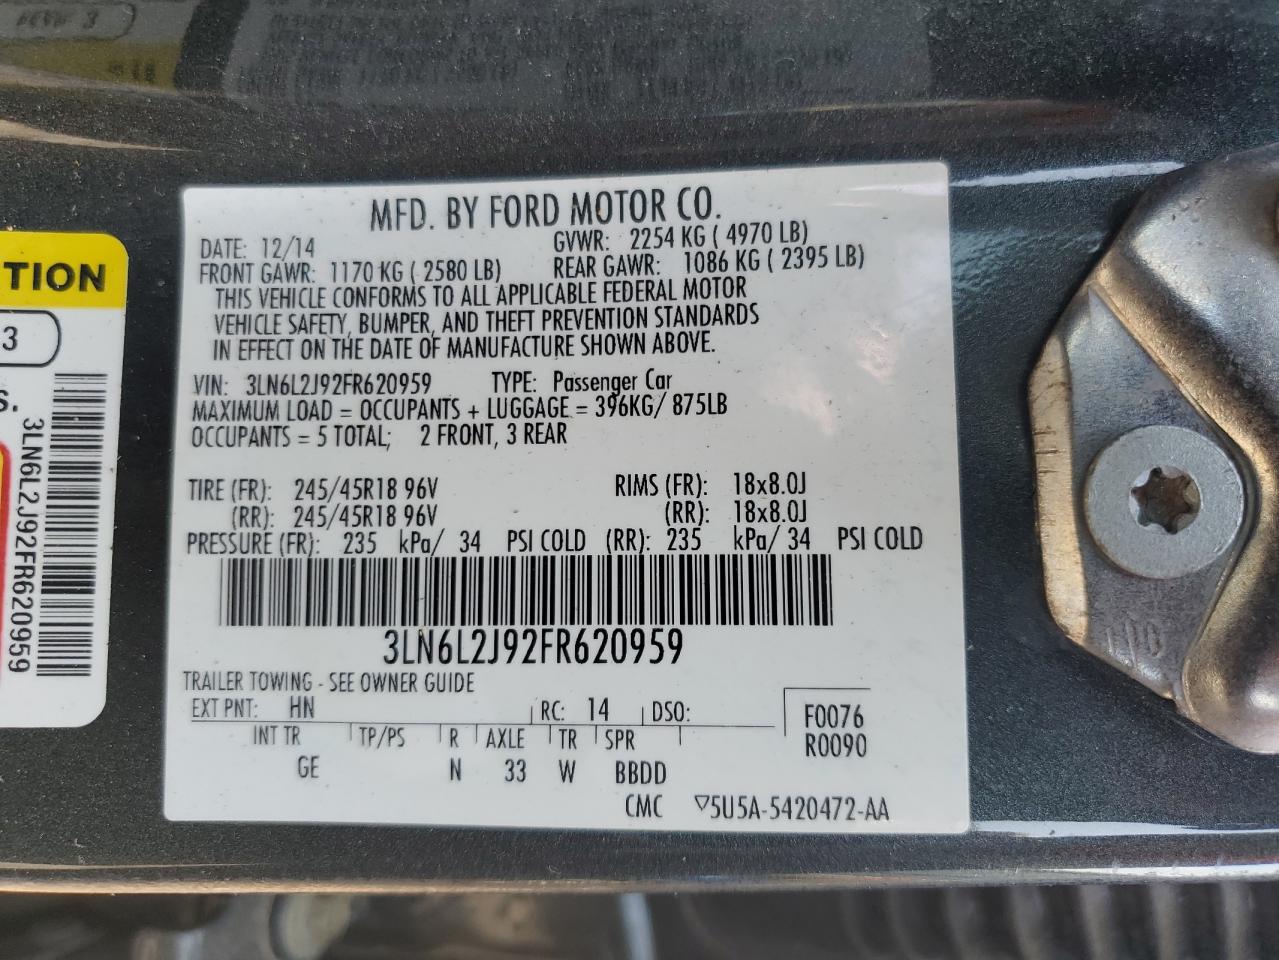 MFD. BY FORD MOTOR CO.
DATE: 12/14 GVWR: 2254 KG ( 4970 LB)
FRONT GAWR: 1170 KG ( 2580 LB) REAR GAWR: 1086 KG ( 2395 LB)
THIS VEHICLE CONFORMS TO ALL APPLICABLE FEDERAL MOTOR
VEHICLE SAFETY, BUMPER, AND THEFT PREVENTION STANDARDS
IN EFFECT ON THE DATE OF MANUFACTURE SHOWN ABOVE.
VIN: 3LN6L2J92FR620959 TYPE: Passenger Car
MAXIMUM LOAD = OCCUPANTS + LUGGAGE = 396KG/ 875LB
OCCUPANTS = 5 TOTAL; 2 FRONT, 3 REAR
TIRE (FR): 245/45R18 96V RIMS (FR): 18x8.0J
(RR): 245/45R18 96V (RR): 18x8.0J
PRESSURE (FR): 235 kPa/ 34 PSI COLD (RR): 235 kPa/ 34 PSI COLD
3LN6L2J92FR620959
TRAILER TOWING - SEE OWNER GUIDE
EXT PNT: HN RC: 14 DSO:
INT TR TP/PS R AXLE TR SPR
GE N 33 W BBDD
F0076
R0090
CMC ▽5U5A-5420472-AA
TION
3
S.
3LN6L2J92FR620959